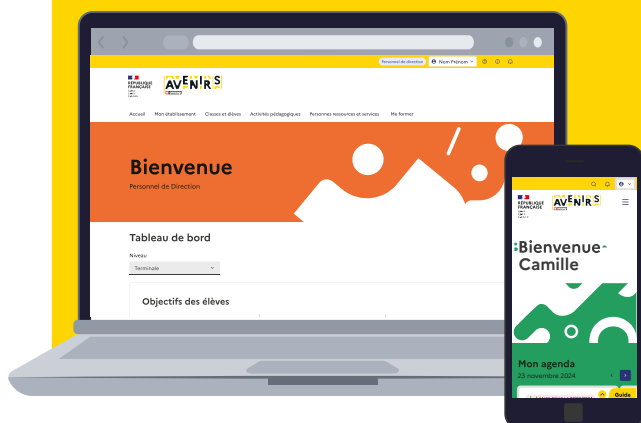 Personnel de direction
Nom Prénom
RÉPUBLIQUE
FRANÇAISE
AVENIRS
Accueil Mon établissement Classes et élèves Activités pédagogiques Personnes ressources et services Me former
Bienvenue
Personnel de Direction
Tableau de bord
Niveau
Terminale
Objectifs des élèves
RÉPUBLIQUE
FRANÇAISE
AVENIRS
Bienvenue
Camille
Mon agenda
23 novembre 2024
Guide